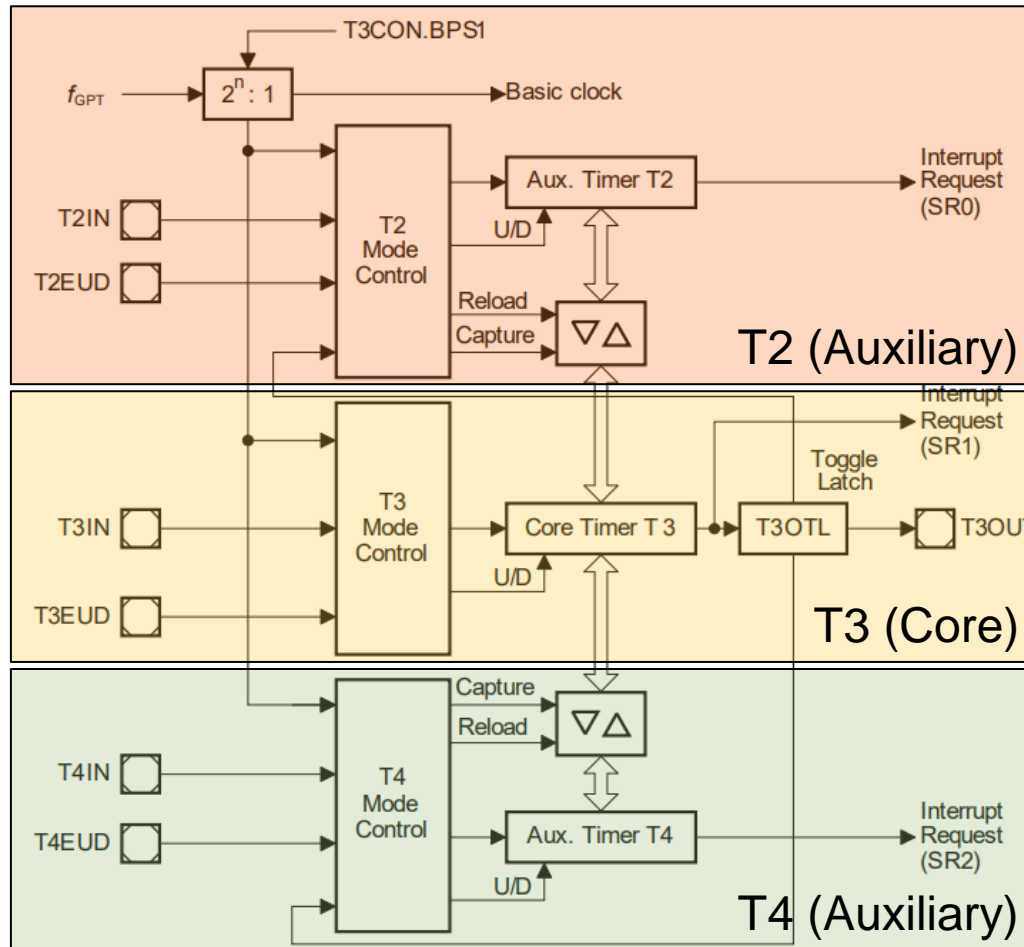 T3CON.BPS1
fGPT
2^n : 1
Basic clock
T2IN
T2EUD
T2
Mode
Control
Aux. Timer T2
U/D
Reload
Capture
Interrupt
Request
(SR0)
T2 (Auxiliary)
T3IN
T3EUD
T3
Mode
Control
Core Timer T 3
U/D
Interrupt
Request
(SR1)
Toggle
Latch
T3OTL
T3OUT
T3 (Core)
T4IN
T4EUD
T4
Mode
Control
Capture
Reload
Aux. Timer T4
U/D
Interrupt
Request
(SR2)
T4 (Auxiliary)